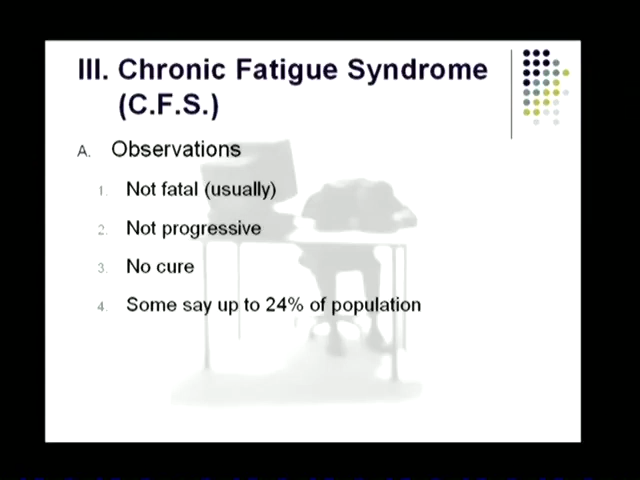 III. Chronic Fatigue Syndrome
(C.F.S.)
A. Observations
1. Not fatal (usually)
2. Not progressive
3. No cure
4. Some say up to 24% of population